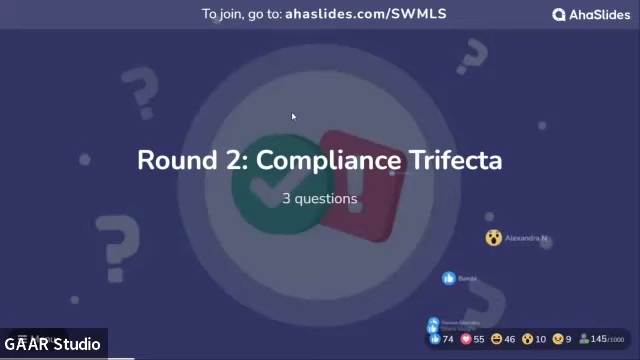 To join, go to: ahaslides.com/SWMLS
AhaSlides
Round 2: Compliance Trifecta
3 questions
Alexandra N
GAAR Studio
74 55 46 10 9 145/1000